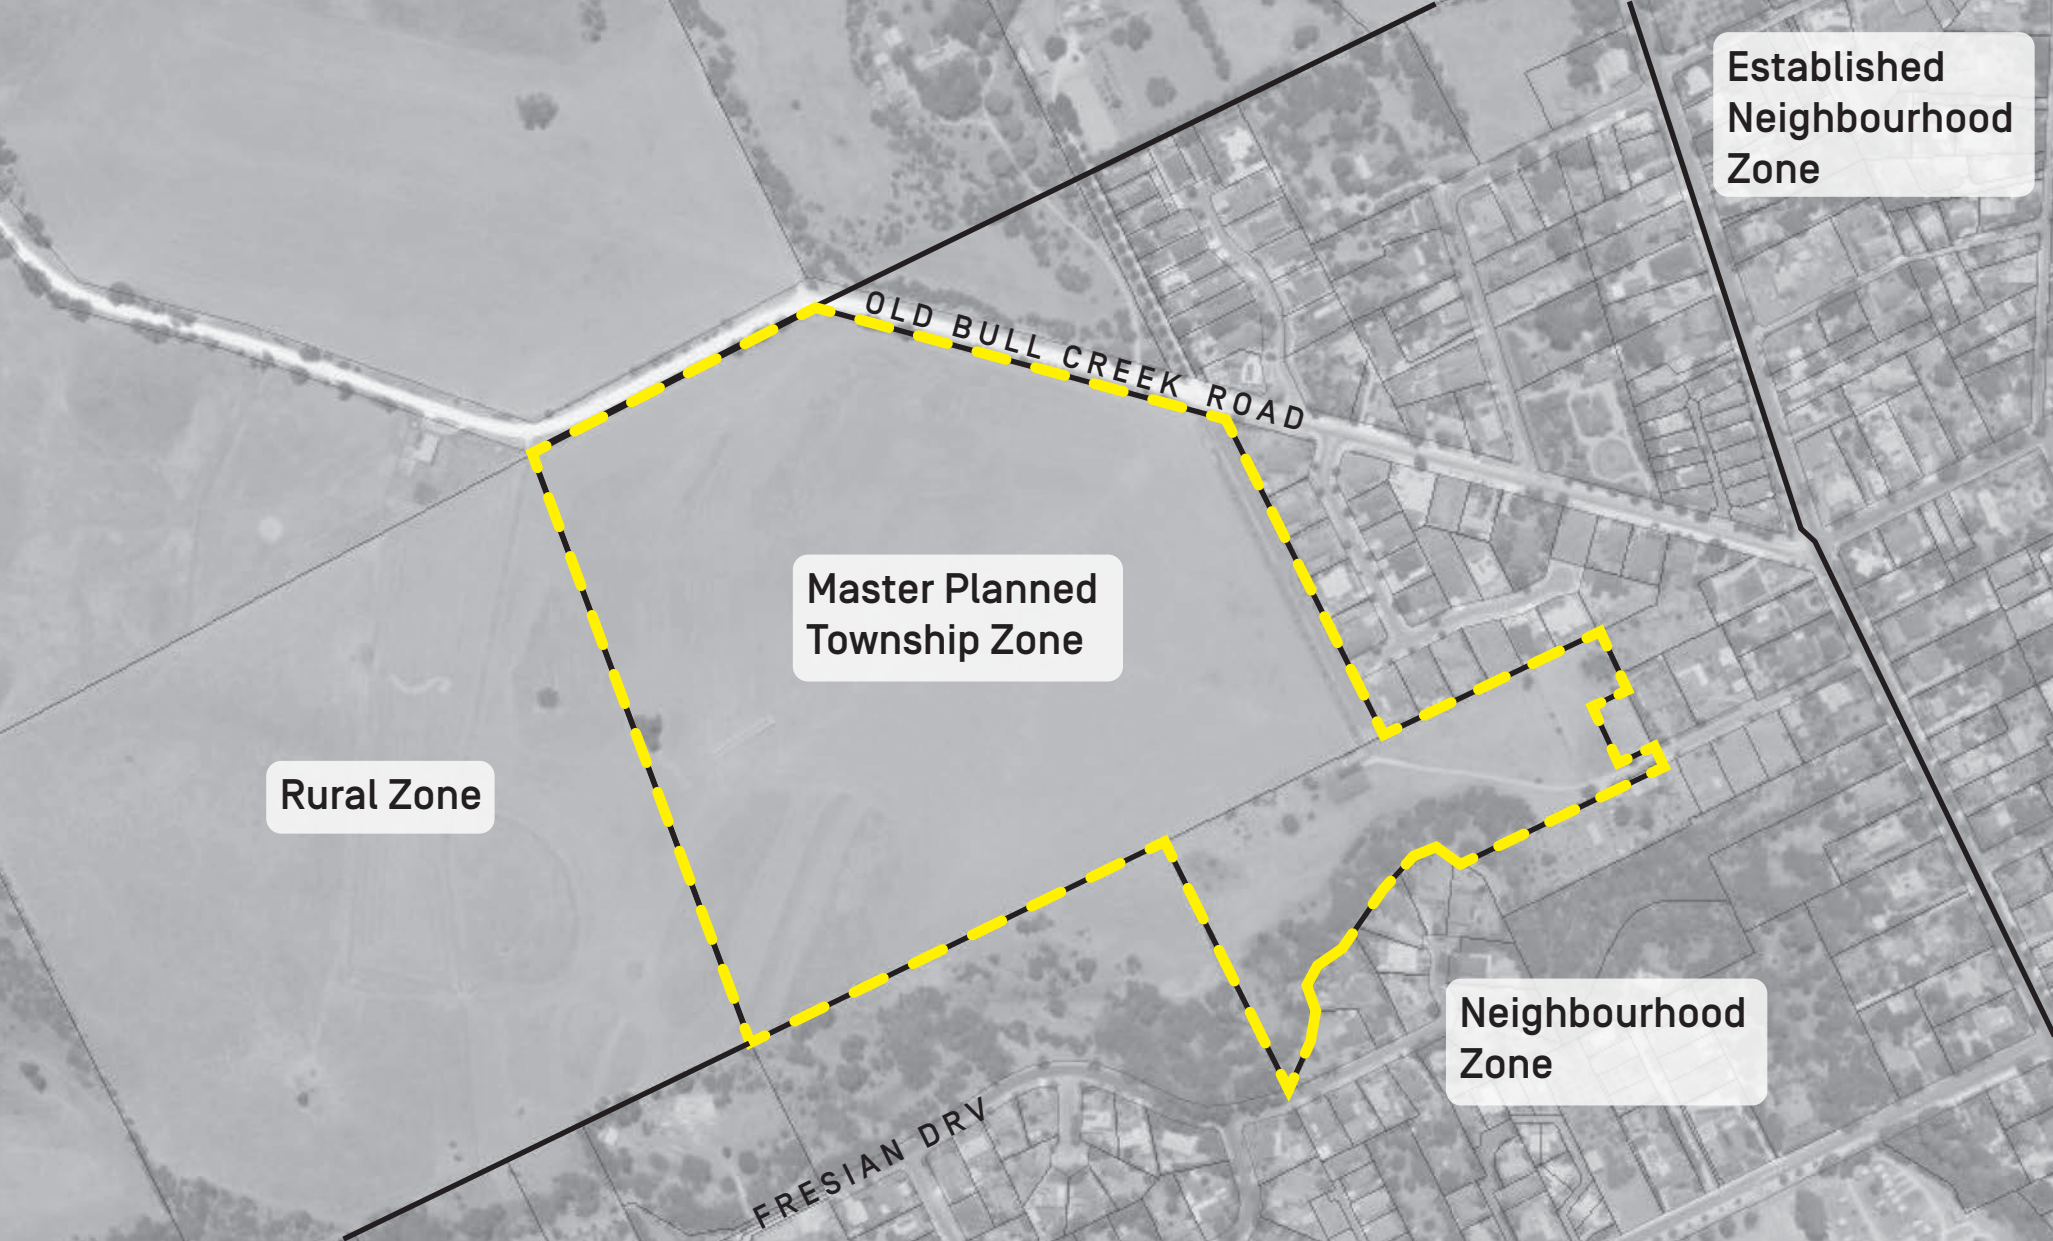 Established
Neighbourhood
Zone
OLD BULL CREEK ROAD
Master Planned
Township Zone
Rural Zone
Neighbourhood
Zone
FRESIAN DRV